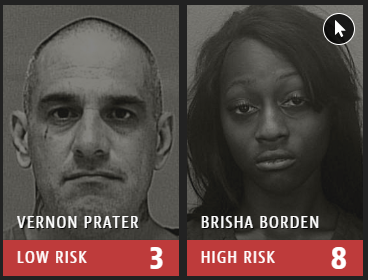 VERNON PRATER
LOW RISK 3
BRISHA BORDEN
HIGH RISK 8